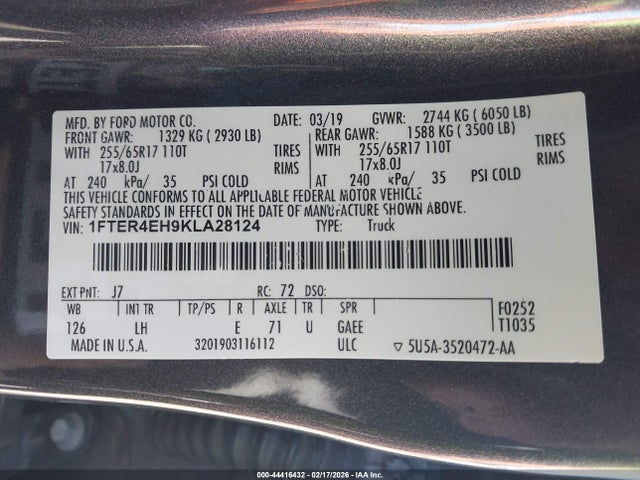 MFD. BY FORD MOTOR CO. DATE: 03/19 GVWR: 2744 KG ( 6050 LB)
FRONT GAWR: 1329 KG ( 2930 LB) REAR GAWR: 1588 KG ( 3500 LB)
WITH 255/65R17 110T TIRES WITH 255/65R17 110T TIRES
17x8.0J RIMS 17x8.0J RIMS
AT 240 kPa/ 35 PSI COLD AT 240 kPa/ 35 PSI COLD
THIS VEHICLE CONFORMS TO ALL APPLICABLE FEDERAL MOTOR VEHICLE
SAFETY STANDARDS IN EFFECT ON THE DATE OF MANUFACTURE SHOWN ABOVE.
VIN: 1FTER4EH9KLA28124 TYPE: Truck
EXT PNT: J7 RC: 72 DSO:
WB INT TR TP/PS R AXLE TR SPR F0252
126 LH E 71 U GAEE T1035
MADE IN U.S.A. 3201903116112 ULC ▽ 5U5A-3520472-AA
000-44416432 - 02/17/2026 - IAA Inc.